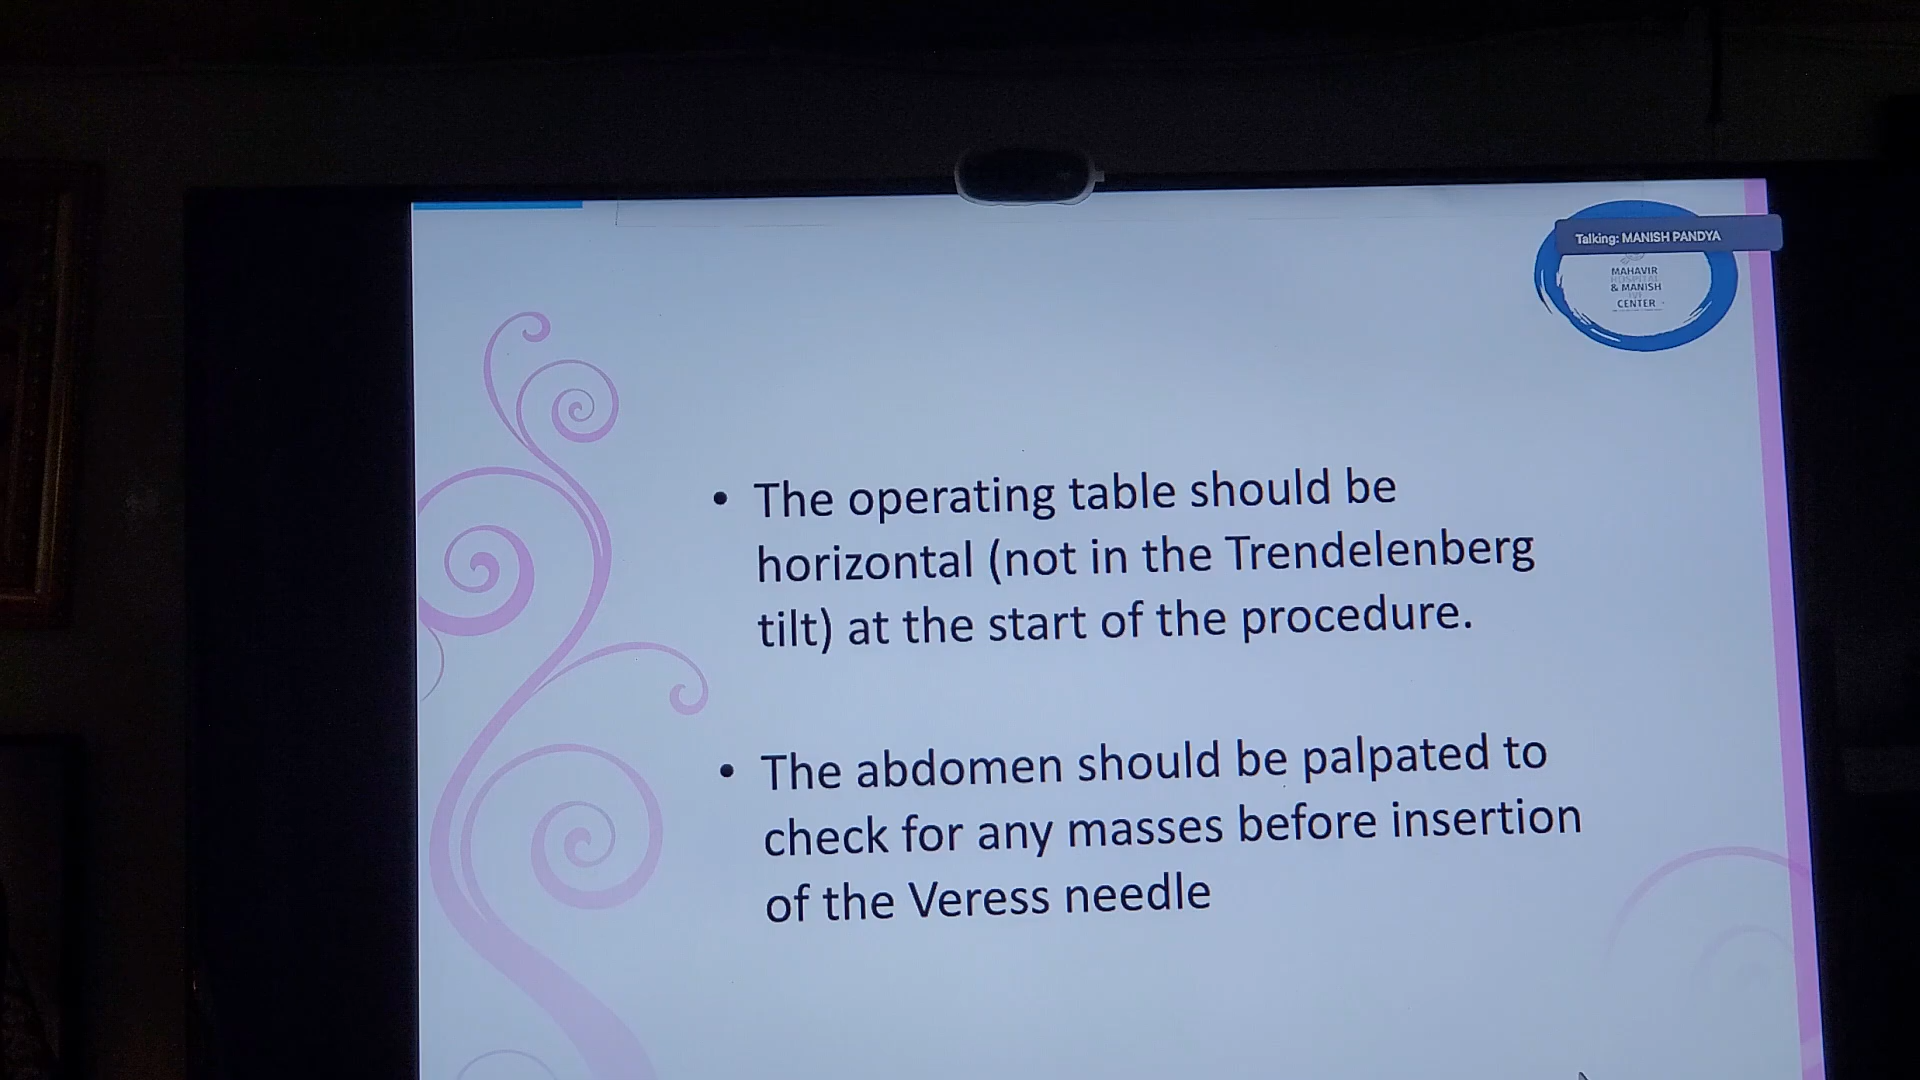 Talking: MANISH PANDYA
MAHAVIR
HOSPITAL
& MANISH
IVF
CENTER
• The operating table should be
horizontal (not in the Trendelenberg
tilt) at the start of the procedure.
• The abdomen should be palpated to
check for any masses before insertion
of the Veress needle